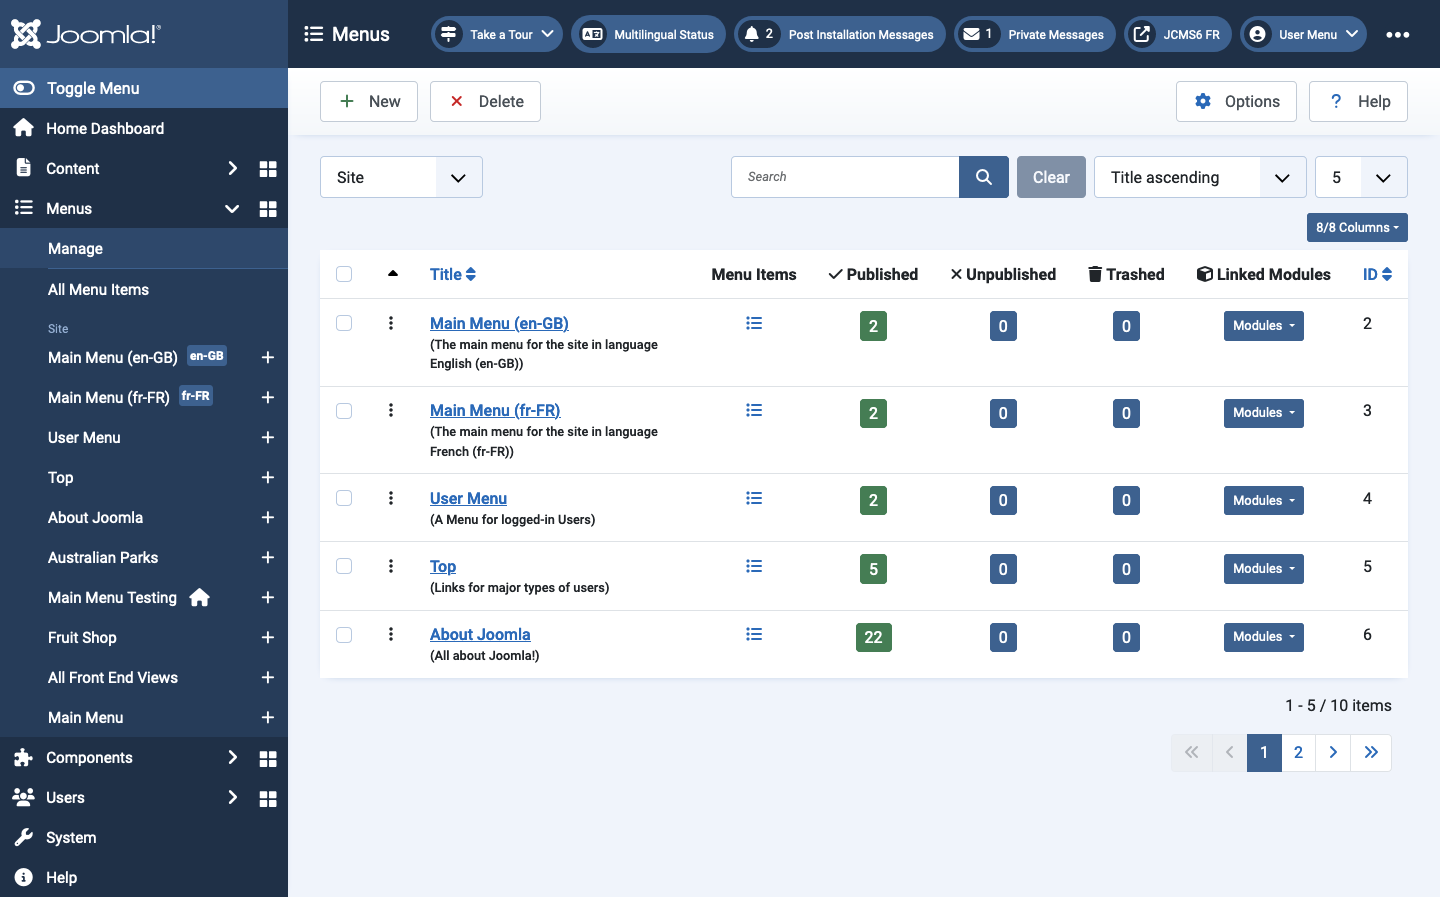 Joomla!®
Menus
Take a Tour
Multilingual Status
2 Post Installation Messages
1 Private Messages
JCMS6 FR
User Menu
Toggle Menu
Home Dashboard
Content
Menus
Manage
All Menu Items
Site
Main Menu (en-GB) en-GB
Main Menu (fr-FR) fr-FR
User Menu
Top
About Joomla
Australian Parks
Main Menu Testing
Fruit Shop
All Front End Views
Main Menu
Components
Users
System
Help
New
Delete
Options
? Help
Site
Search
Clear
Title ascending
5
8/8 Columns
Title Menu Items Published Unpublished Trashed Linked Modules ID
Main Menu (en-GB) 2 0 0 Modules 2
(The main menu for the site in language
English (en-GB))
Main Menu (fr-FR) 2 0 0 Modules 3
(The main menu for the site in language
French (fr-FR))
User Menu 2 0 0 Modules 4
(A Menu for logged-in Users)
Top 5 0 0 Modules 5
(Links for major types of users)
About Joomla 22 0 0 Modules 6
(All about Joomla!)
1 - 5 / 10 items
1 2